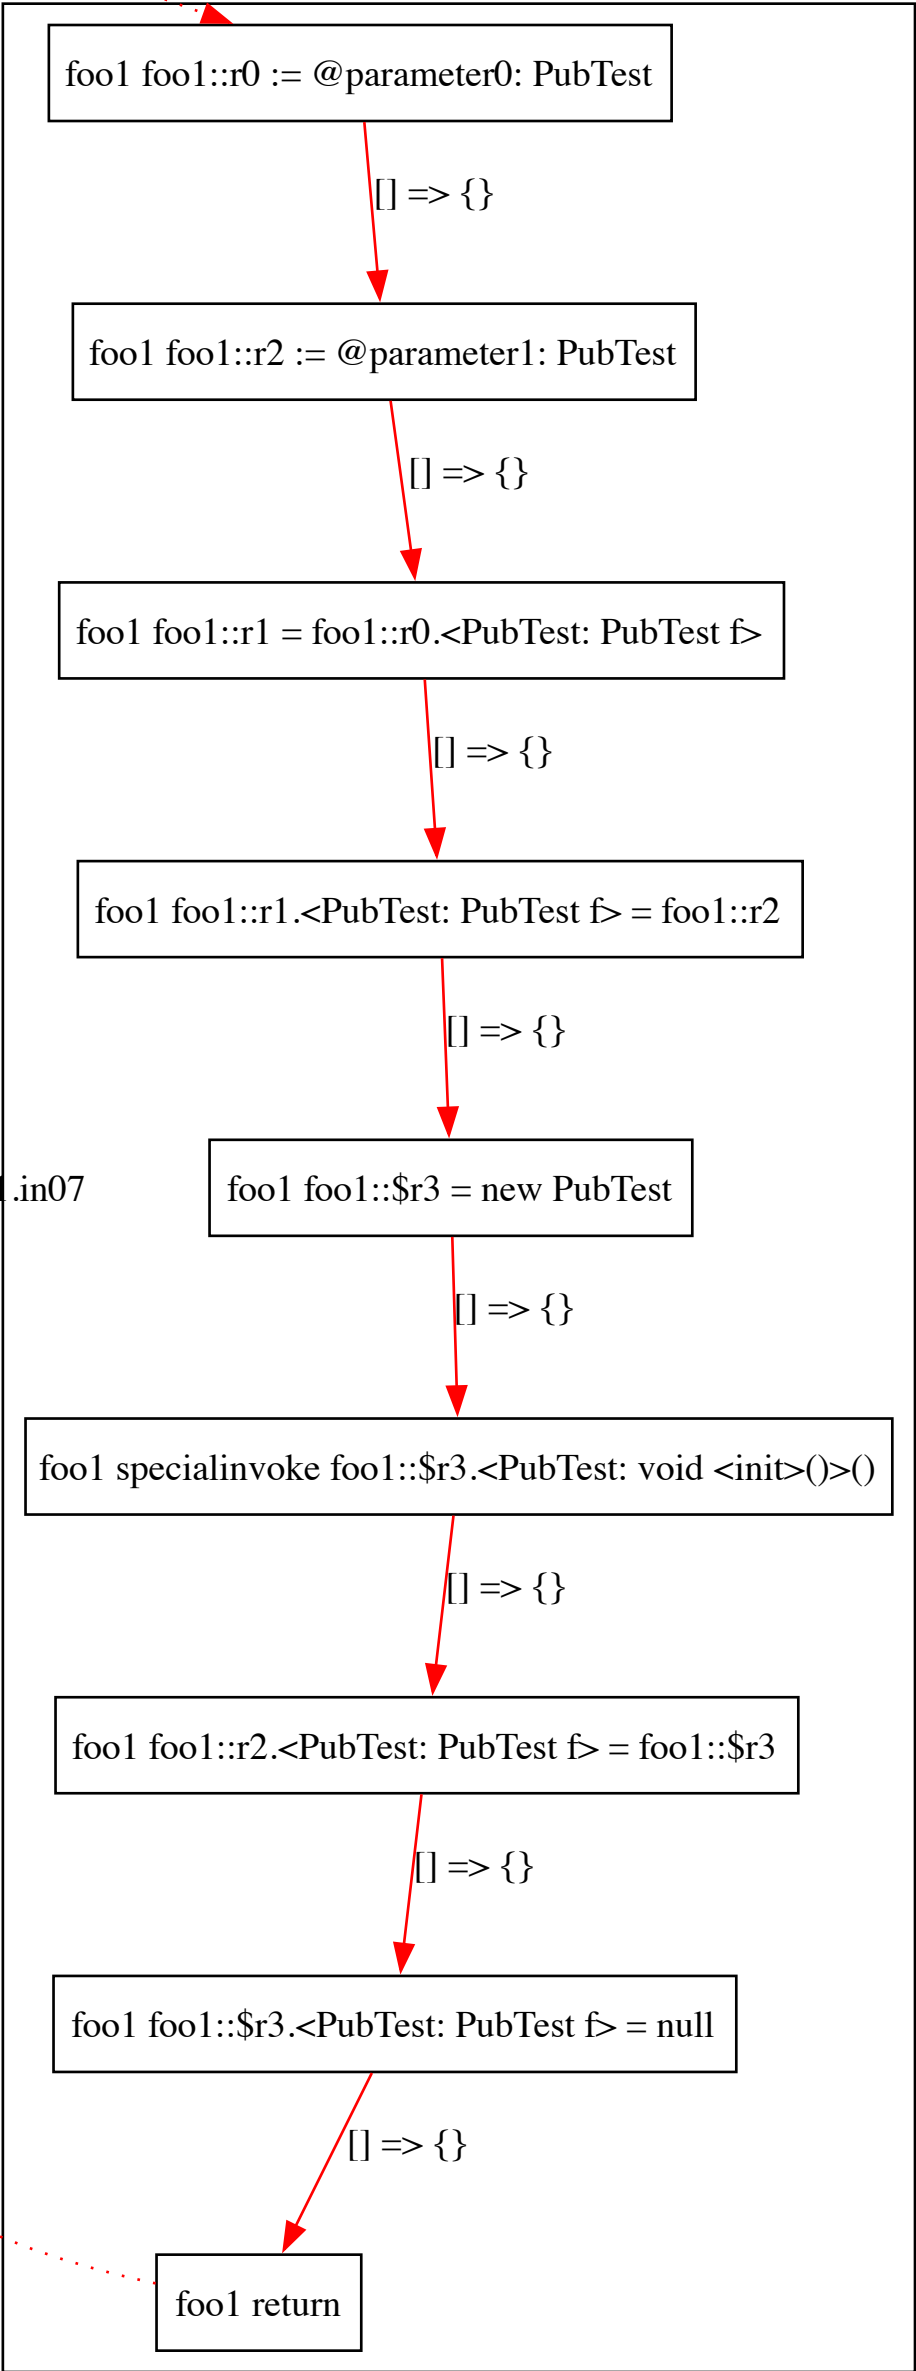 foo1 foo1::r0 := @parameter0: PubTest
[] => {}
foo1 foo1::r2 := @parameter1: PubTest
[] => {}
foo1 foo1::r1 = foo1::r0.<PubTest: PubTest f>
[] => {}
foo1 foo1::r1.<PubTest: PubTest f> = foo1::r2
[] => {}
.in07
foo1 foo1::$r3 = new PubTest
[] => {}
foo1 specialinvoke foo1::$r3.<PubTest: void <init>()>()
[] => {}
foo1 foo1::r2.<PubTest: PubTest f> = foo1::$r3
[] => {}
foo1 foo1::$r3.<PubTest: PubTest f> = null
[] => {}
foo1 return